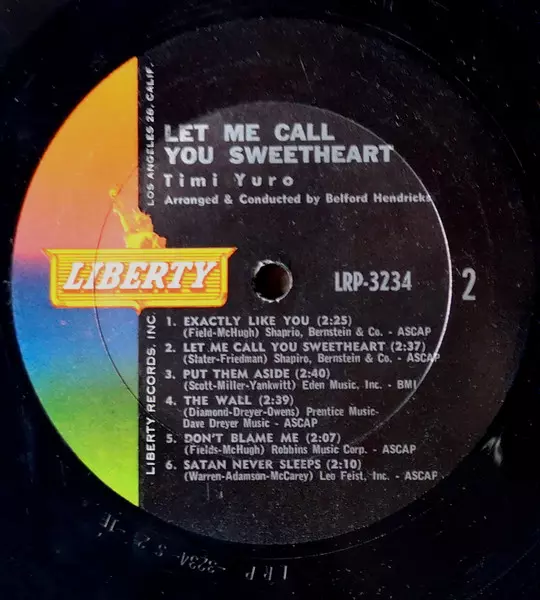 LET ME CALL
YOU SWEETHEART
Timi Yuro
Arranged & Conducted by Belford Hendricks
LIBERTY
LRP-3234
2
1. EXACTLY LIKE YOU (2:25)
(Field-McHugh) Shaprio, Bernstein & Co. - ASCAP
2. LET ME CALL YOU SWEETHEART (2:37)
(Slater-Friedman) Shapiro, Bernstein & Co. - ASCAP
3. PUT THEM ASIDE (2:40)
(Scott-Miller-Yankwitt) Eden Music, Inc. - BMI
4. THE WALL (2:39)
(Diamond-Dreyer-Owens) Prentice Music-
Dave Dreyer Music - ASCAP
5. DON'T BLAME ME (2:07)
(Fields-McHugh) Robbins Music Corp. - ASCAP
6. SATAN NEVER SLEEPS (2:10)
(Warren-Adamson-McCarey) Leo Feist, Inc. - ASCAP
LIBERTY RECORDS, INC.
LOS ANGELES 28, CALIF.
LRP-3234-S